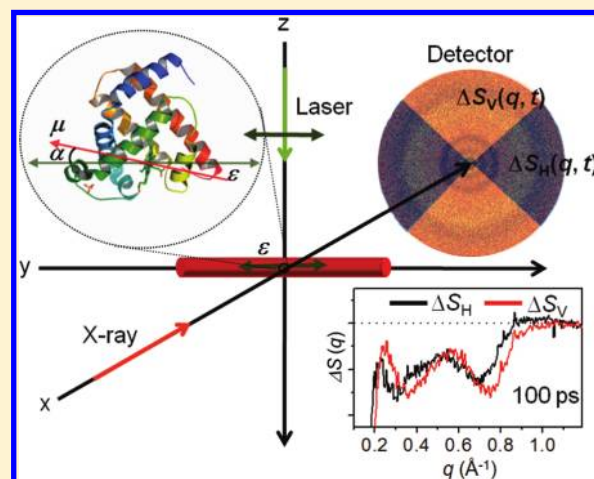 z
Detector
Laser
ΔS_V(q, t)
ΔS_H(q, t)
μ
α
ε
ε
y
X-ray
x
ΔS_H ΔS_V
ΔS(q)
100 ps
0.2 0.4 0.6 0.8 1.0
q (Å⁻¹)